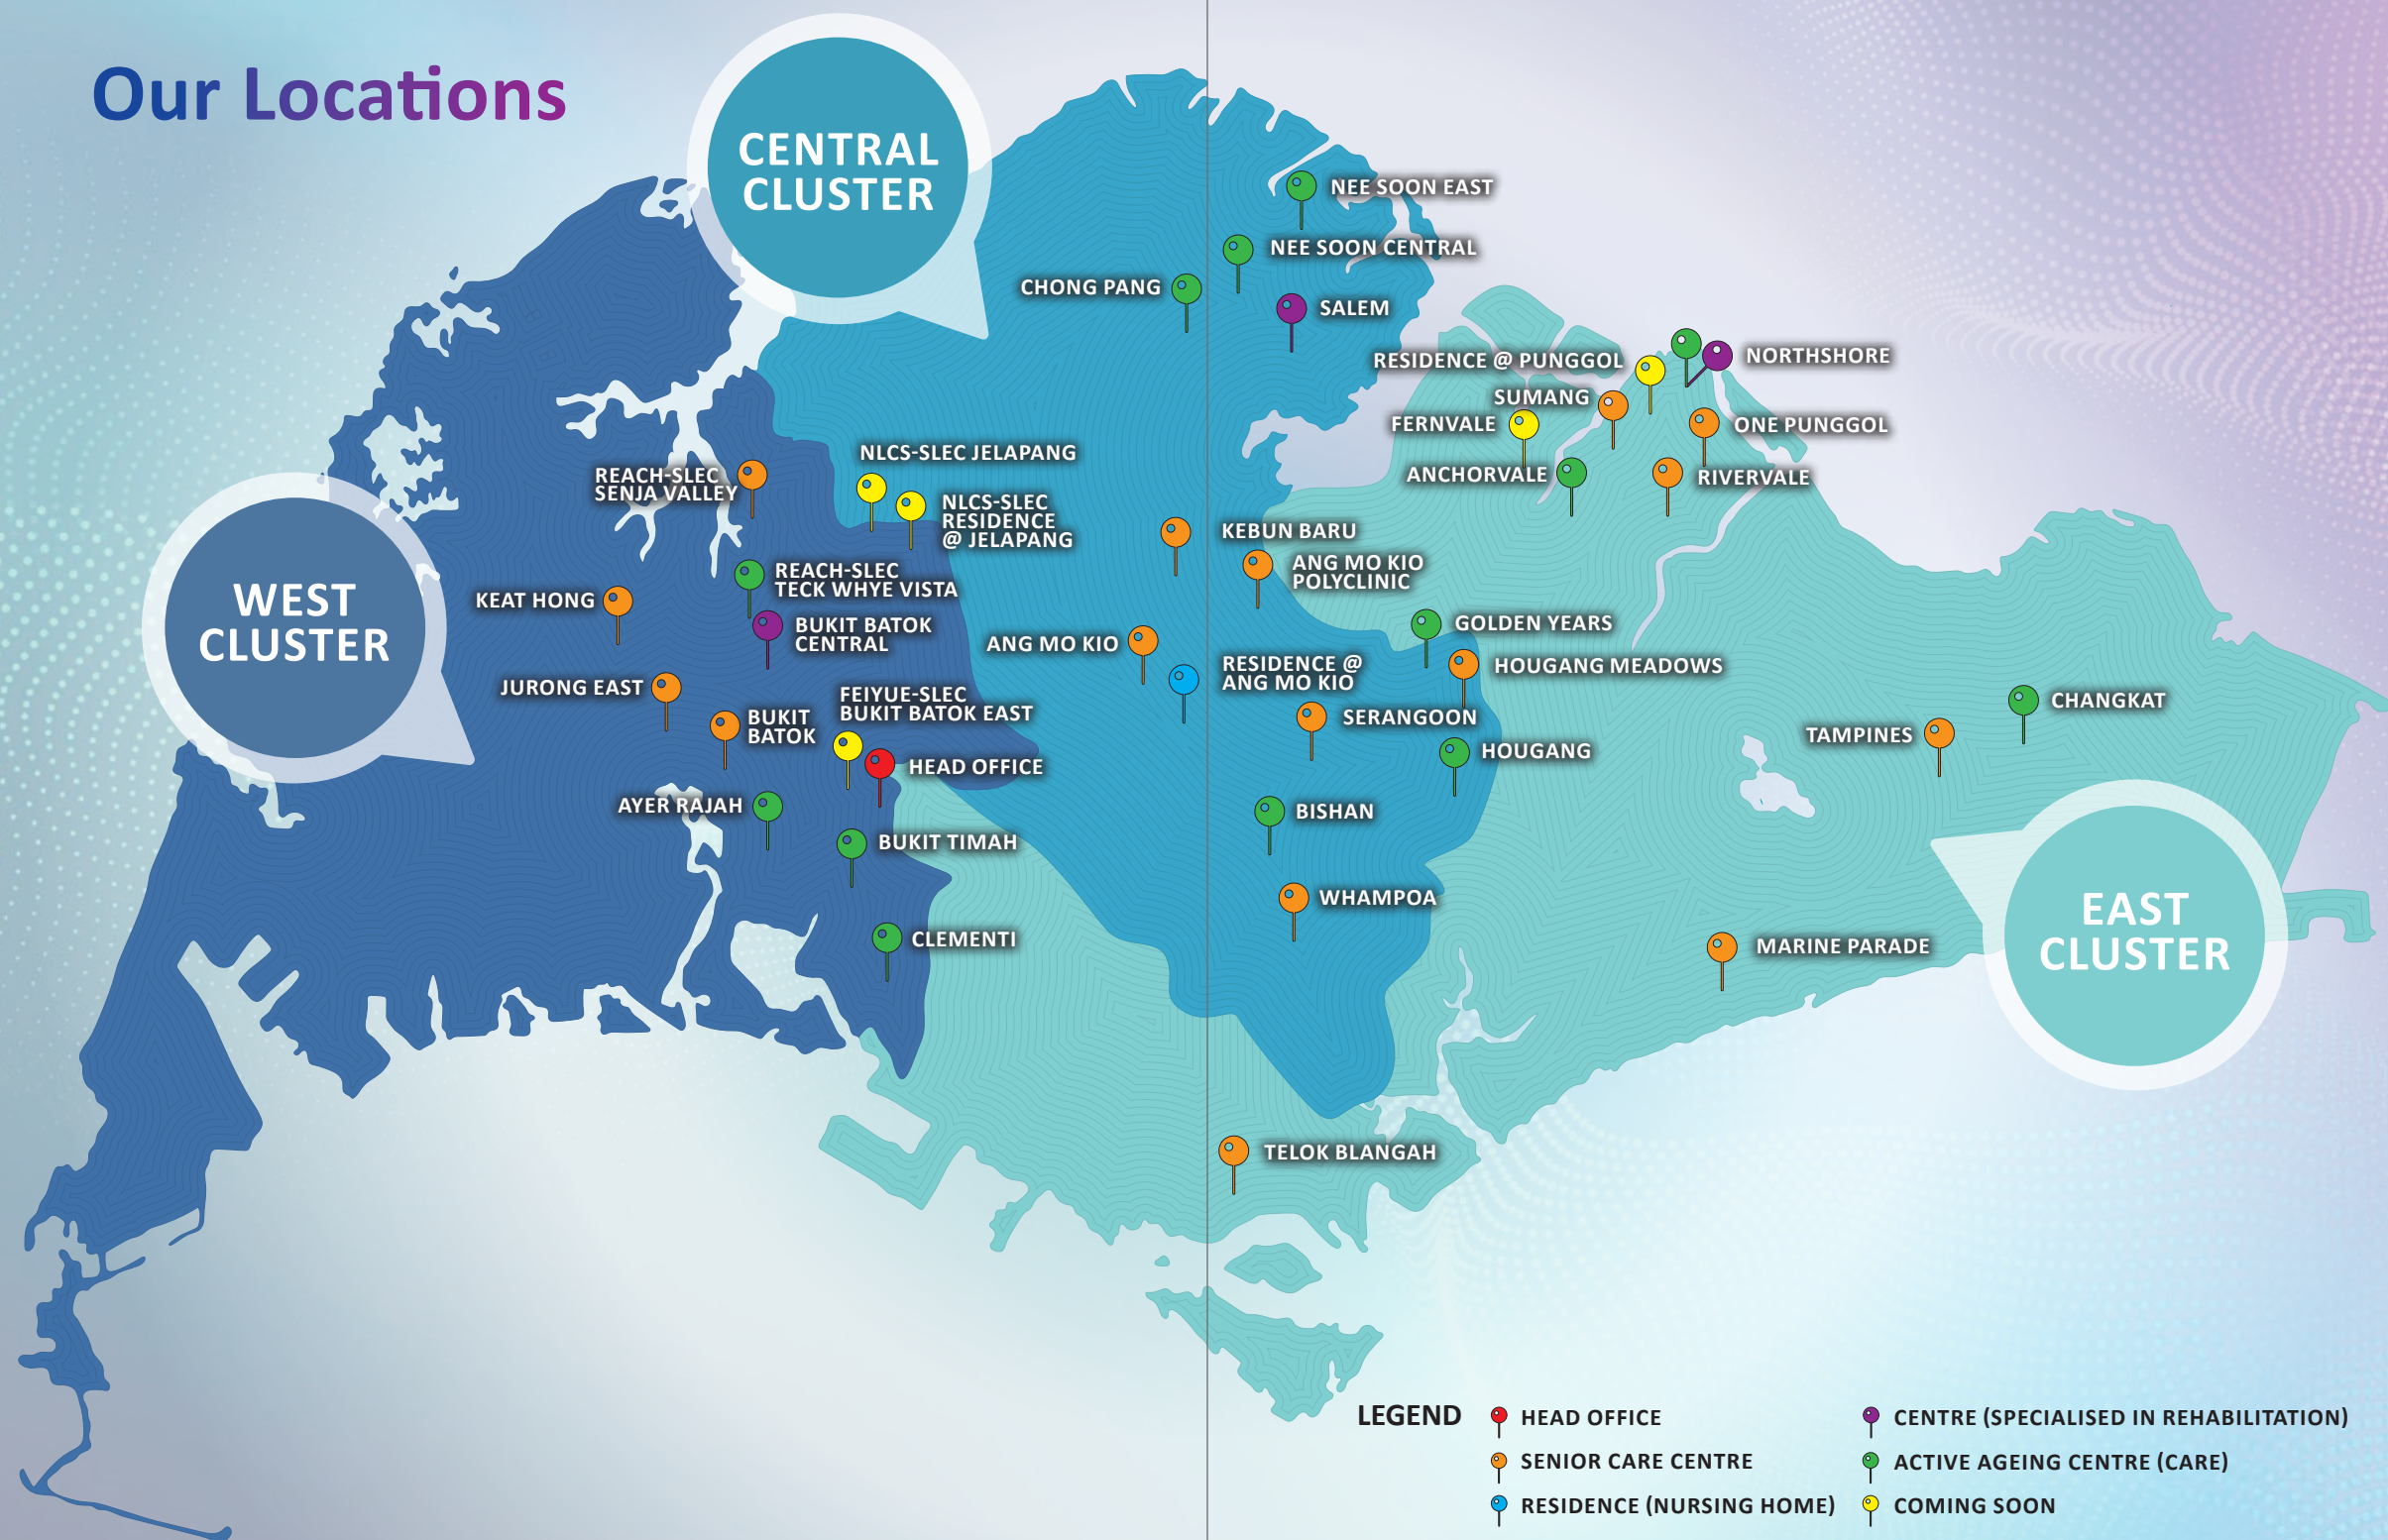 Our Locations
CENTRAL
CLUSTER
NEE SOON EAST
NEE SOON CENTRAL
CHONG PANG
SALEM
RESIDENCE @ PUNGGOL
NORTHSHORE
SUMANG
FERNVALE
ONE PUNGGOL
ANCHORVALE
RIVERVALE
NLCS-SLEC JELAPANG
REACH-SLEC
SENJA VALLEY
NLCS-SLEC
RESIDENCE
@ JELAPANG
KEBUN BARU
ANG MO KIO
POLYCLINIC
REACH-SLEC
TECK WHYE VISTA
KEAT HONG
WEST
CLUSTER
BUKIT BATOK
CENTRAL
GOLDEN YEARS
ANG MO KIO
RESIDENCE @
ANG MO KIO
HOUGANG MEADOWS
JURONG EAST
FEIYUE-SLEC
BUKIT BATOK EAST
BUKIT
BATOK
SERANGOON
CHANGKAT
TAMPINES
HOUGANG
HEAD OFFICE
AYER RAJAH
BISHAN
BUKIT TIMAH
WHAMPOA
CLEMENTI
MARINE PARADE
EAST
CLUSTER
TELOK BLANGAH
LEGEND
HEAD OFFICE
SENIOR CARE CENTRE
RESIDENCE (NURSING HOME)
CENTRE (SPECIALISED IN REHABILITATION)
ACTIVE AGEING CENTRE (CARE)
COMING SOON